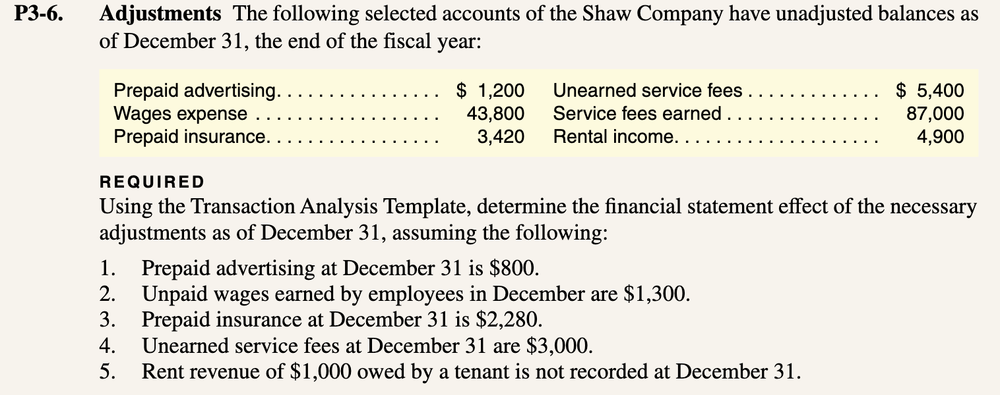 P3-6. Adjustments The following selected accounts of the Shaw Company have unadjusted balances as
of December 31, the end of the fiscal year:
Prepaid advertising. . . . . . . . . . . . . . . . $ 1,200 Unearned service fees . . . . . . . . . . . . . $ 5,400
Wages expense . . . . . . . . . . . . . . . . . . 43,800 Service fees earned . . . . . . . . . . . . . . . 87,000
Prepaid insurance. . . . . . . . . . . . . . . . . 3,420 Rental income. . . . . . . . . . . . . . . . . . . . 4,900
REQUIRED
Using the Transaction Analysis Template, determine the financial statement effect of the necessary
adjustments as of December 31, assuming the following:
1. Prepaid advertising at December 31 is $800.
2. Unpaid wages earned by employees in December are $1,300.
3. Prepaid insurance at December 31 is $2,280.
4. Unearned service fees at December 31 are $3,000.
5. Rent revenue of $1,000 owed by a tenant is not recorded at December 31.